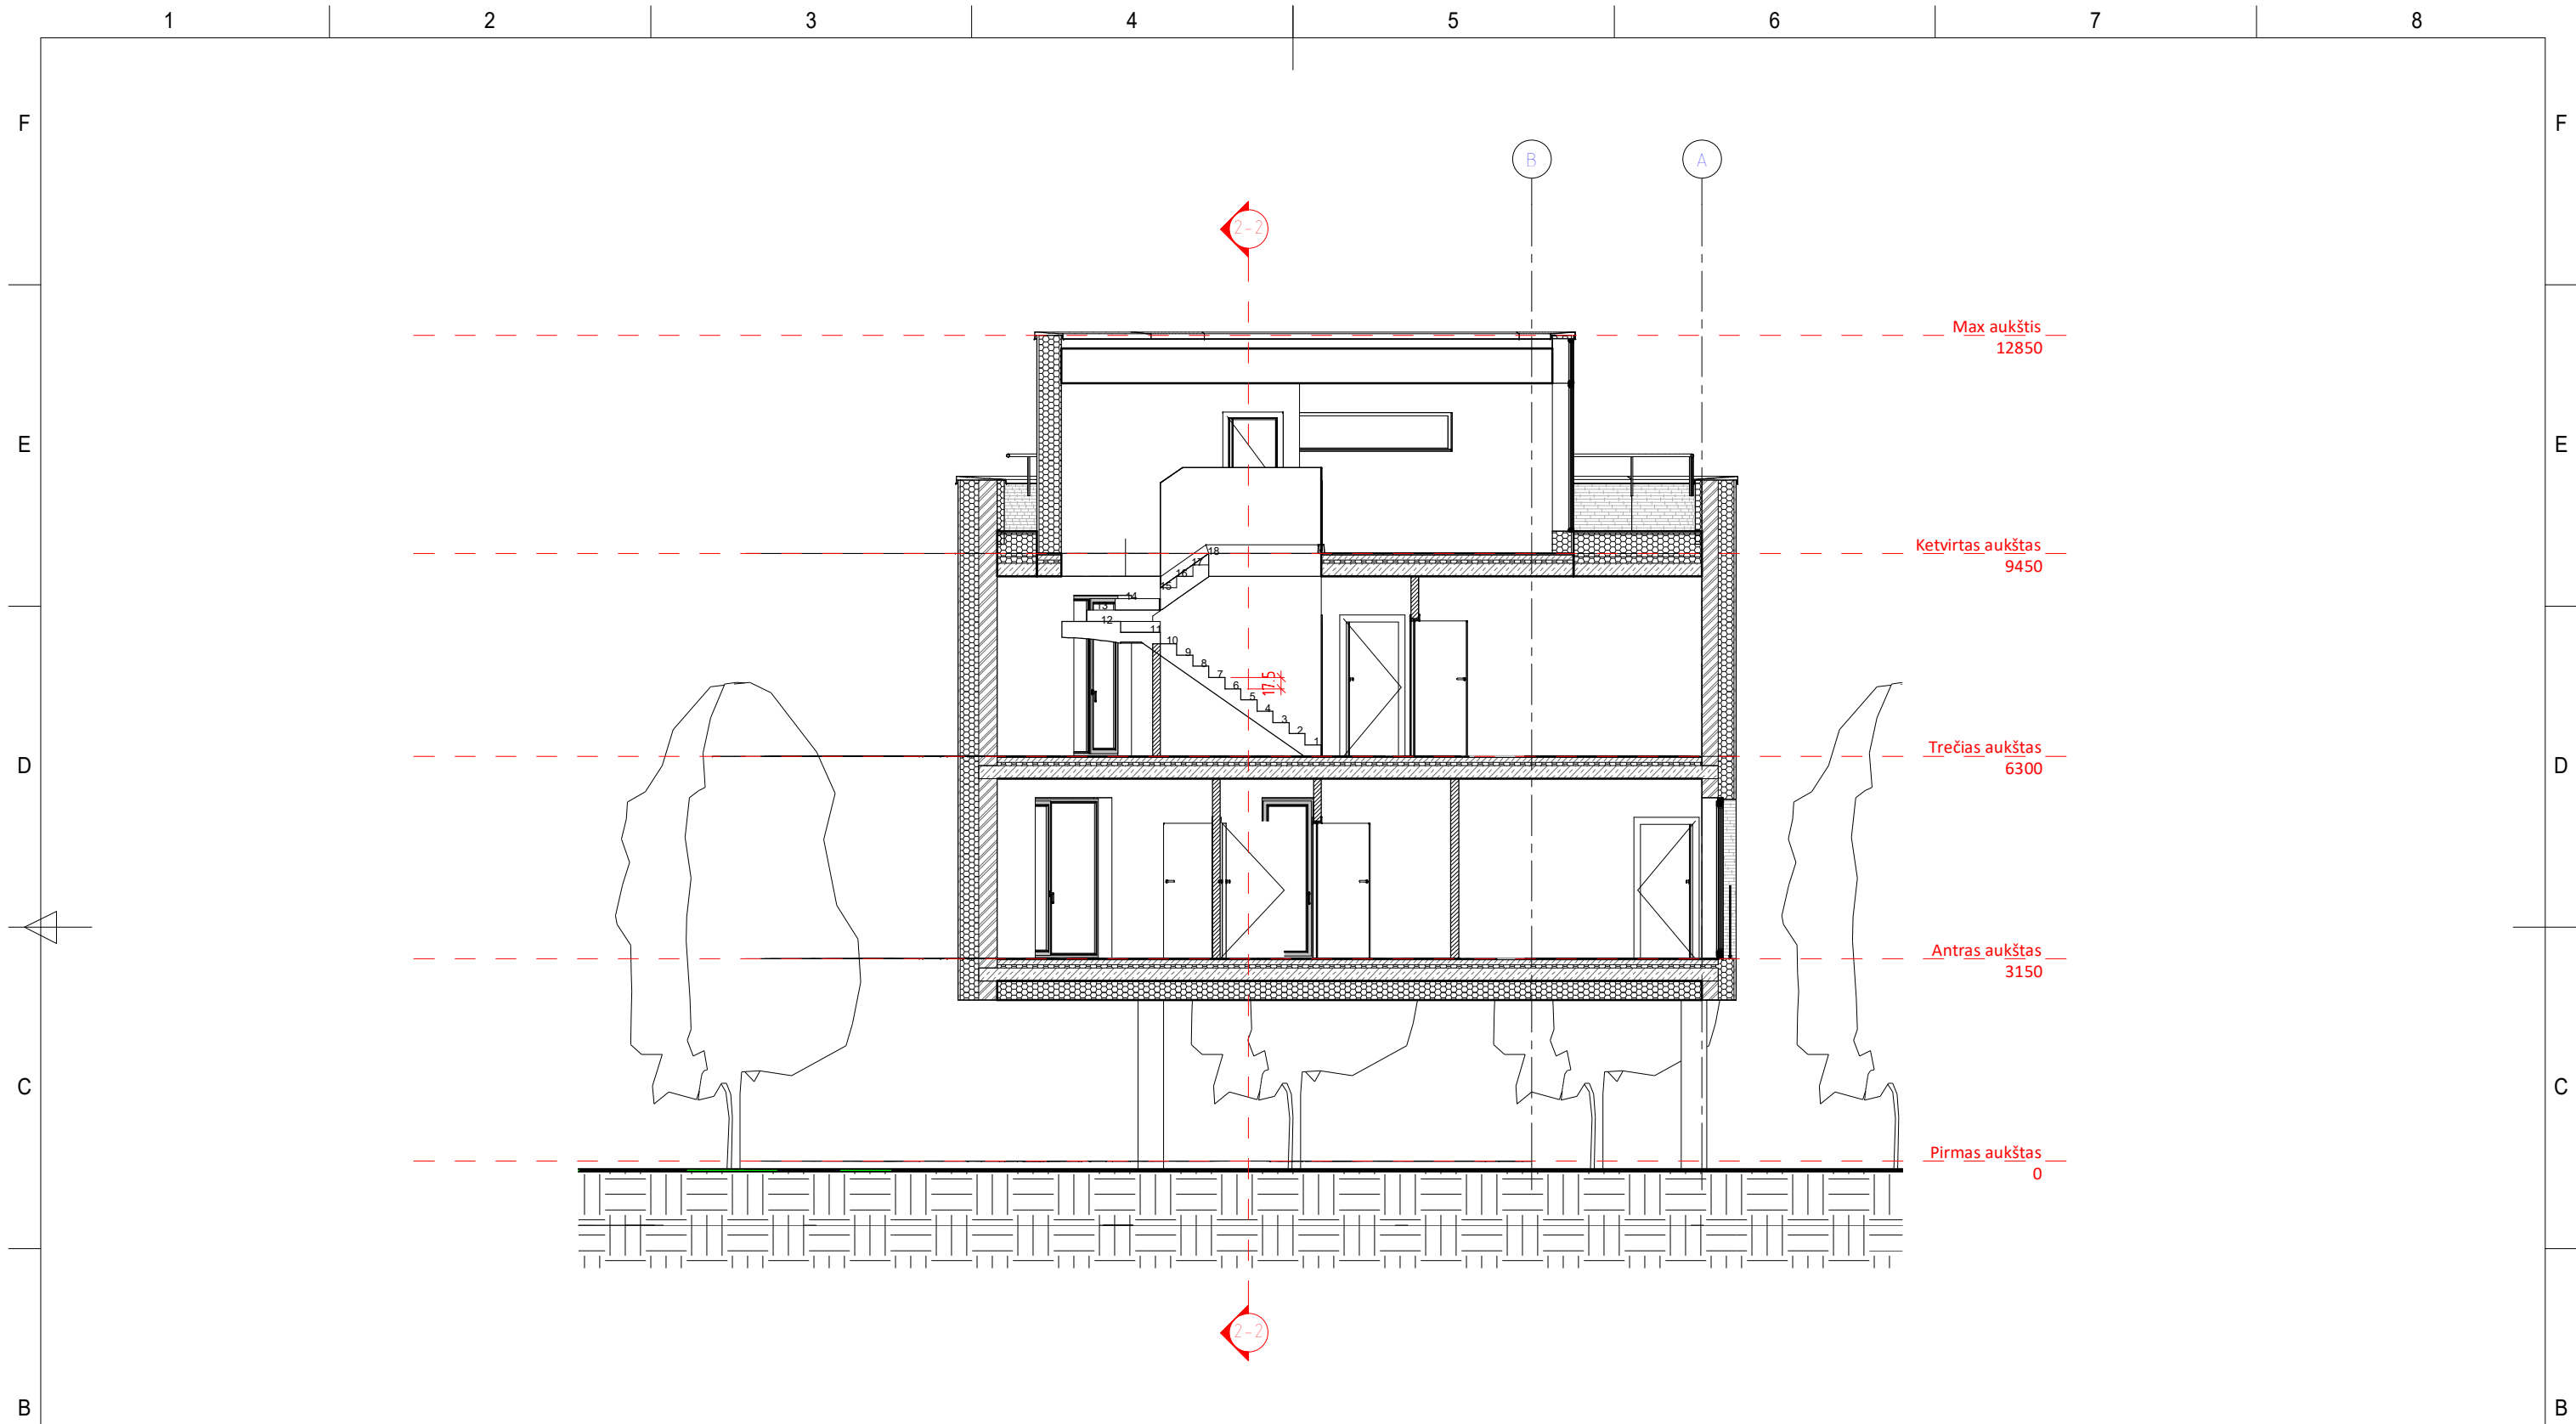 1 2 3 4 5 6 7 8
F F
B A
2-2
Max aukštis
12850
E E
Ketvirtas aukštas
9450
18
17
16
15
14
13
12
11
10
9
8
7
6
5
4
3
2
1
17.5
D D
Trečias aukštas
6300
Antras aukštas
3150
C C
Pirmas aukštas
0
2-2
B B